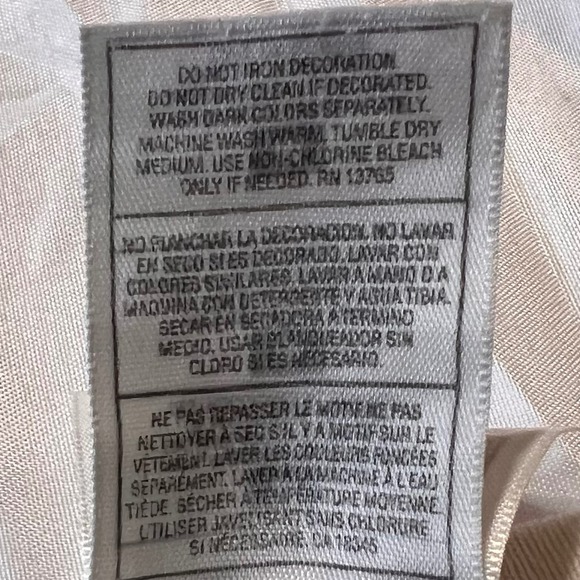 DO NOT IRON DECORATION.
DO NOT DRY CLEAN IF DECORATED.
WASH DARK COLORS SEPARATELY.
MACHINE WASH WARM. TUMBLE DRY
MEDIUM. USE NON-CHLORINE BLEACH
ONLY IF NEEDED. RN 13765
NO PLANCHAR LA DECORACION. NO LAVAR
EN SECO SI ES DECORADO. LAVAR CON
COLORES SIMILARES. LAVAR A MANO O A
MAQUINA CON DETERGENTE Y AGUA TIBIA.
SECAR EN SECADORA A TERMINO
MEDIO. USAR BLANQUEADOR SIN
CLORO SI ES NECESARIO.
NE PAS REPASSER LE MOTIF. NE PAS
NETTOYER A SEC S'IL Y A MOTIF SUR LE
VETEMENT. LAVER LES COULEURS FONCÉES
SEPARÉMENT. LAVER A LA MACHINE A L'EAU
TIÈDE. SÉCHER A TEMPÉRATURE MOYENNE.
UTILISER JAVELLISANT SANS CHLORURE
SI NÉCESSAIRE. CA 18345